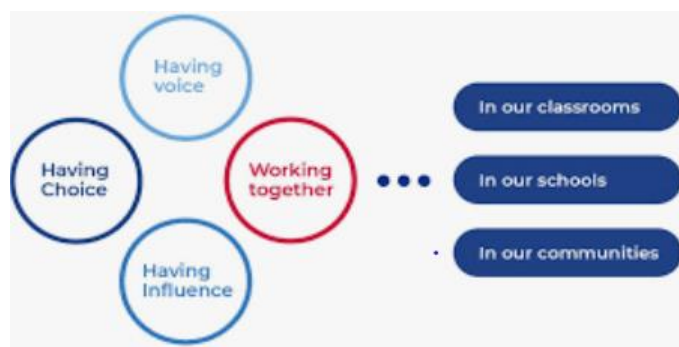 Having
voice
Having
Choice
Working
together
Having
Influence
In our classrooms
In our schools
In our communities